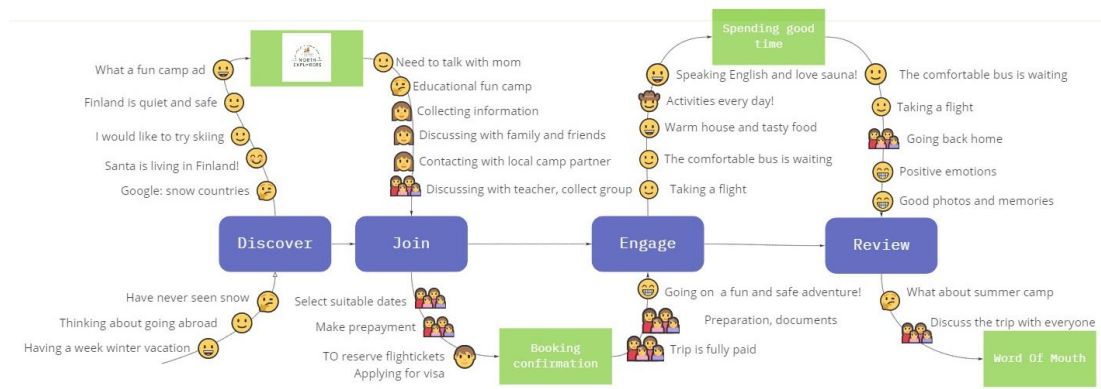 Having a week winter vacation
Thinking about going abroad
Have never seen snow
Discover
Google: snow countries
Santa is living in Finland!
I would like to try skiing
Finland is quiet and safe
What a fun camp ad
NORTH
EXPLORERS
Need to talk with mom
Educational fun camp
Collecting information
Discussing with family and friends
Contacting with local camp partner
Discussing with teacher, collect group
Join
Select suitable dates
Make prepayment
TO reserve flightickets
Applying for visa
Booking
confirmation
Trip is fully paid
Preparation, documents
Going on a fun and safe adventure!
Engage
Taking a flight
The comfortable bus is waiting
Warm house and tasty food
Activities every day!
Speaking English and love sauna!
Spending good
time
The comfortable bus is waiting
Taking a flight
Going back home
Positive emotions
Good photos and memories
Review
What about summer camp
Discuss the trip with everyone
Word Of Mouth